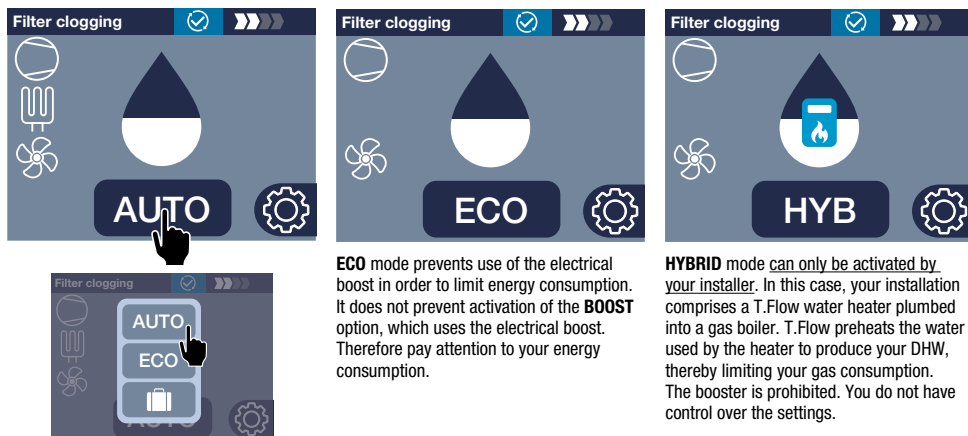 Filter clogging
AUTO
Filter clogging
AUTO
ECO
AUTO
Filter clogging
ECO
ECO mode prevents use of the electrical
boost in order to limit energy consumption.
It does not prevent activation of the BOOST
option, which uses the electrical boost.
Therefore pay attention to your energy
consumption.
Filter clogging
HYB
HYBRID mode can only be activated by
your installer. In this case, your installation
comprises a T.Flow water heater plumbed
into a gas boiler. T.Flow preheats the water
used by the heater to produce your DHW,
thereby limiting your gas consumption.
The booster is prohibited. You do not have
control over the settings.